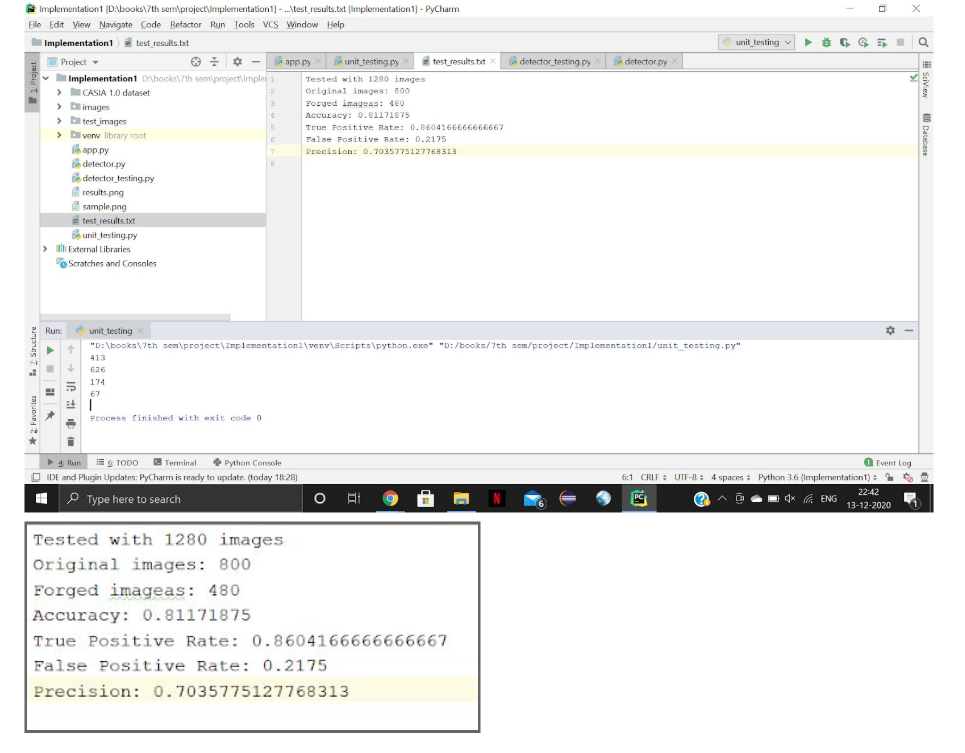 Implementation1 [D:\books\7th sem\project\Implementation1] - ...\test_results.txt [Implementation1] - PyCharm
File Edit View Navigate Code Refactor Run Tools VCS Window Help
Implementation1 test_results.txt unit_testing
Project app.py unit_testing.py test_results.txt detector_testing.py detector.py
1: Project
Implementation1 D:\books\7th sem\project\Imple
CASIA 1.0 dataset
images
test_images
venv library root
app.py
detector.py
detector_testing.py
results.png
sample.png
test_results.txt
unit_testing.py
External Libraries
Scratches and Consoles
1 Tested with 1280 images
2 Original images: 800
3 Forged imageas: 480
4 Accuracy: 0.81171875
5 True Positive Rate: 0.8604166666666667
6 False Positive Rate: 0.2175
7 Precision: 0.7035775127768313
8
SciView
Database
Run: unit_testing
"D:\books\7th sem\project\Implementation1\venv\Scripts\python.exe" "D:/books/7th sem/project/Implementation1/unit_testing.py"
413
626
174
67
Process finished with exit code 0
7: Structure
2: Favorites
4: Run 6: TODO Terminal Python Console 1 Event Log
IDE and Plugin Updates: PyCharm is ready to update. (today 18:28) 6:1 CRLF UTF-8 4 spaces Python 3.6 (Implementation1)
Type here to search N 6 PC ENG 22:42
13-12-2020 1
Tested with 1280 images
Original images: 800
Forged imageas: 480
Accuracy: 0.81171875
True Positive Rate: 0.8604166666666667
False Positive Rate: 0.2175
Precision: 0.7035775127768313